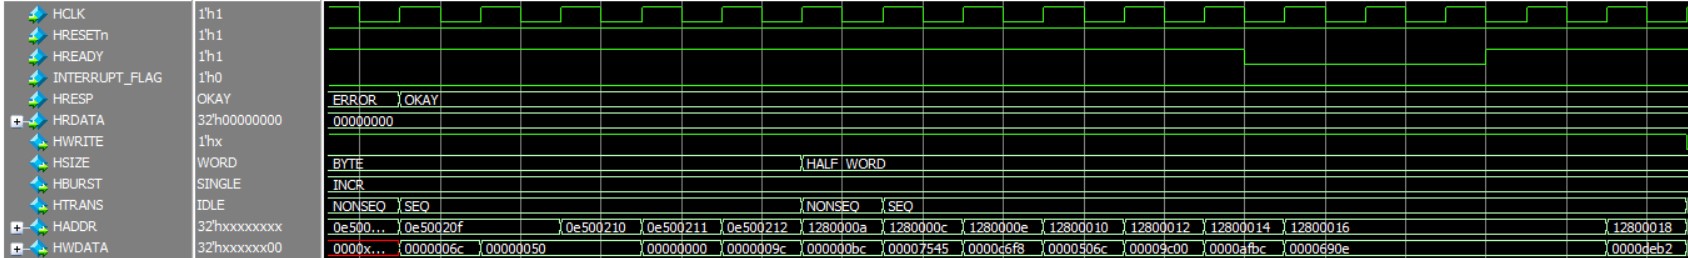 HCLK 1'h1
HRESETn 1'h1
HREADY 1'h1
INTERRUPT_FLAG 1'h0
HRESP OKAY ERROR OKAY
HRDATA 32'h00000000 00000000
HWRITE 1'hx
HSIZE WORD BYTE HALF_WORD
HBURST SINGLE INCR
HTRANS IDLE NONSEQ SEQ NONSEQ SEQ
HADDR 32'hxxxxxxxx 0e500... 0e50020f 0e500210 0e500211 0e500212 1280000a 1280000c 1280000e 12800010 12800012 12800014 12800016 12800018
HWDATA 32'hxxxxxx00 0000x... 0000006c 00000050 00000000 0000009c 000000bc 00007545 0000c6f8 0000506c 00009c00 0000afbc 0000690e 0000deb2